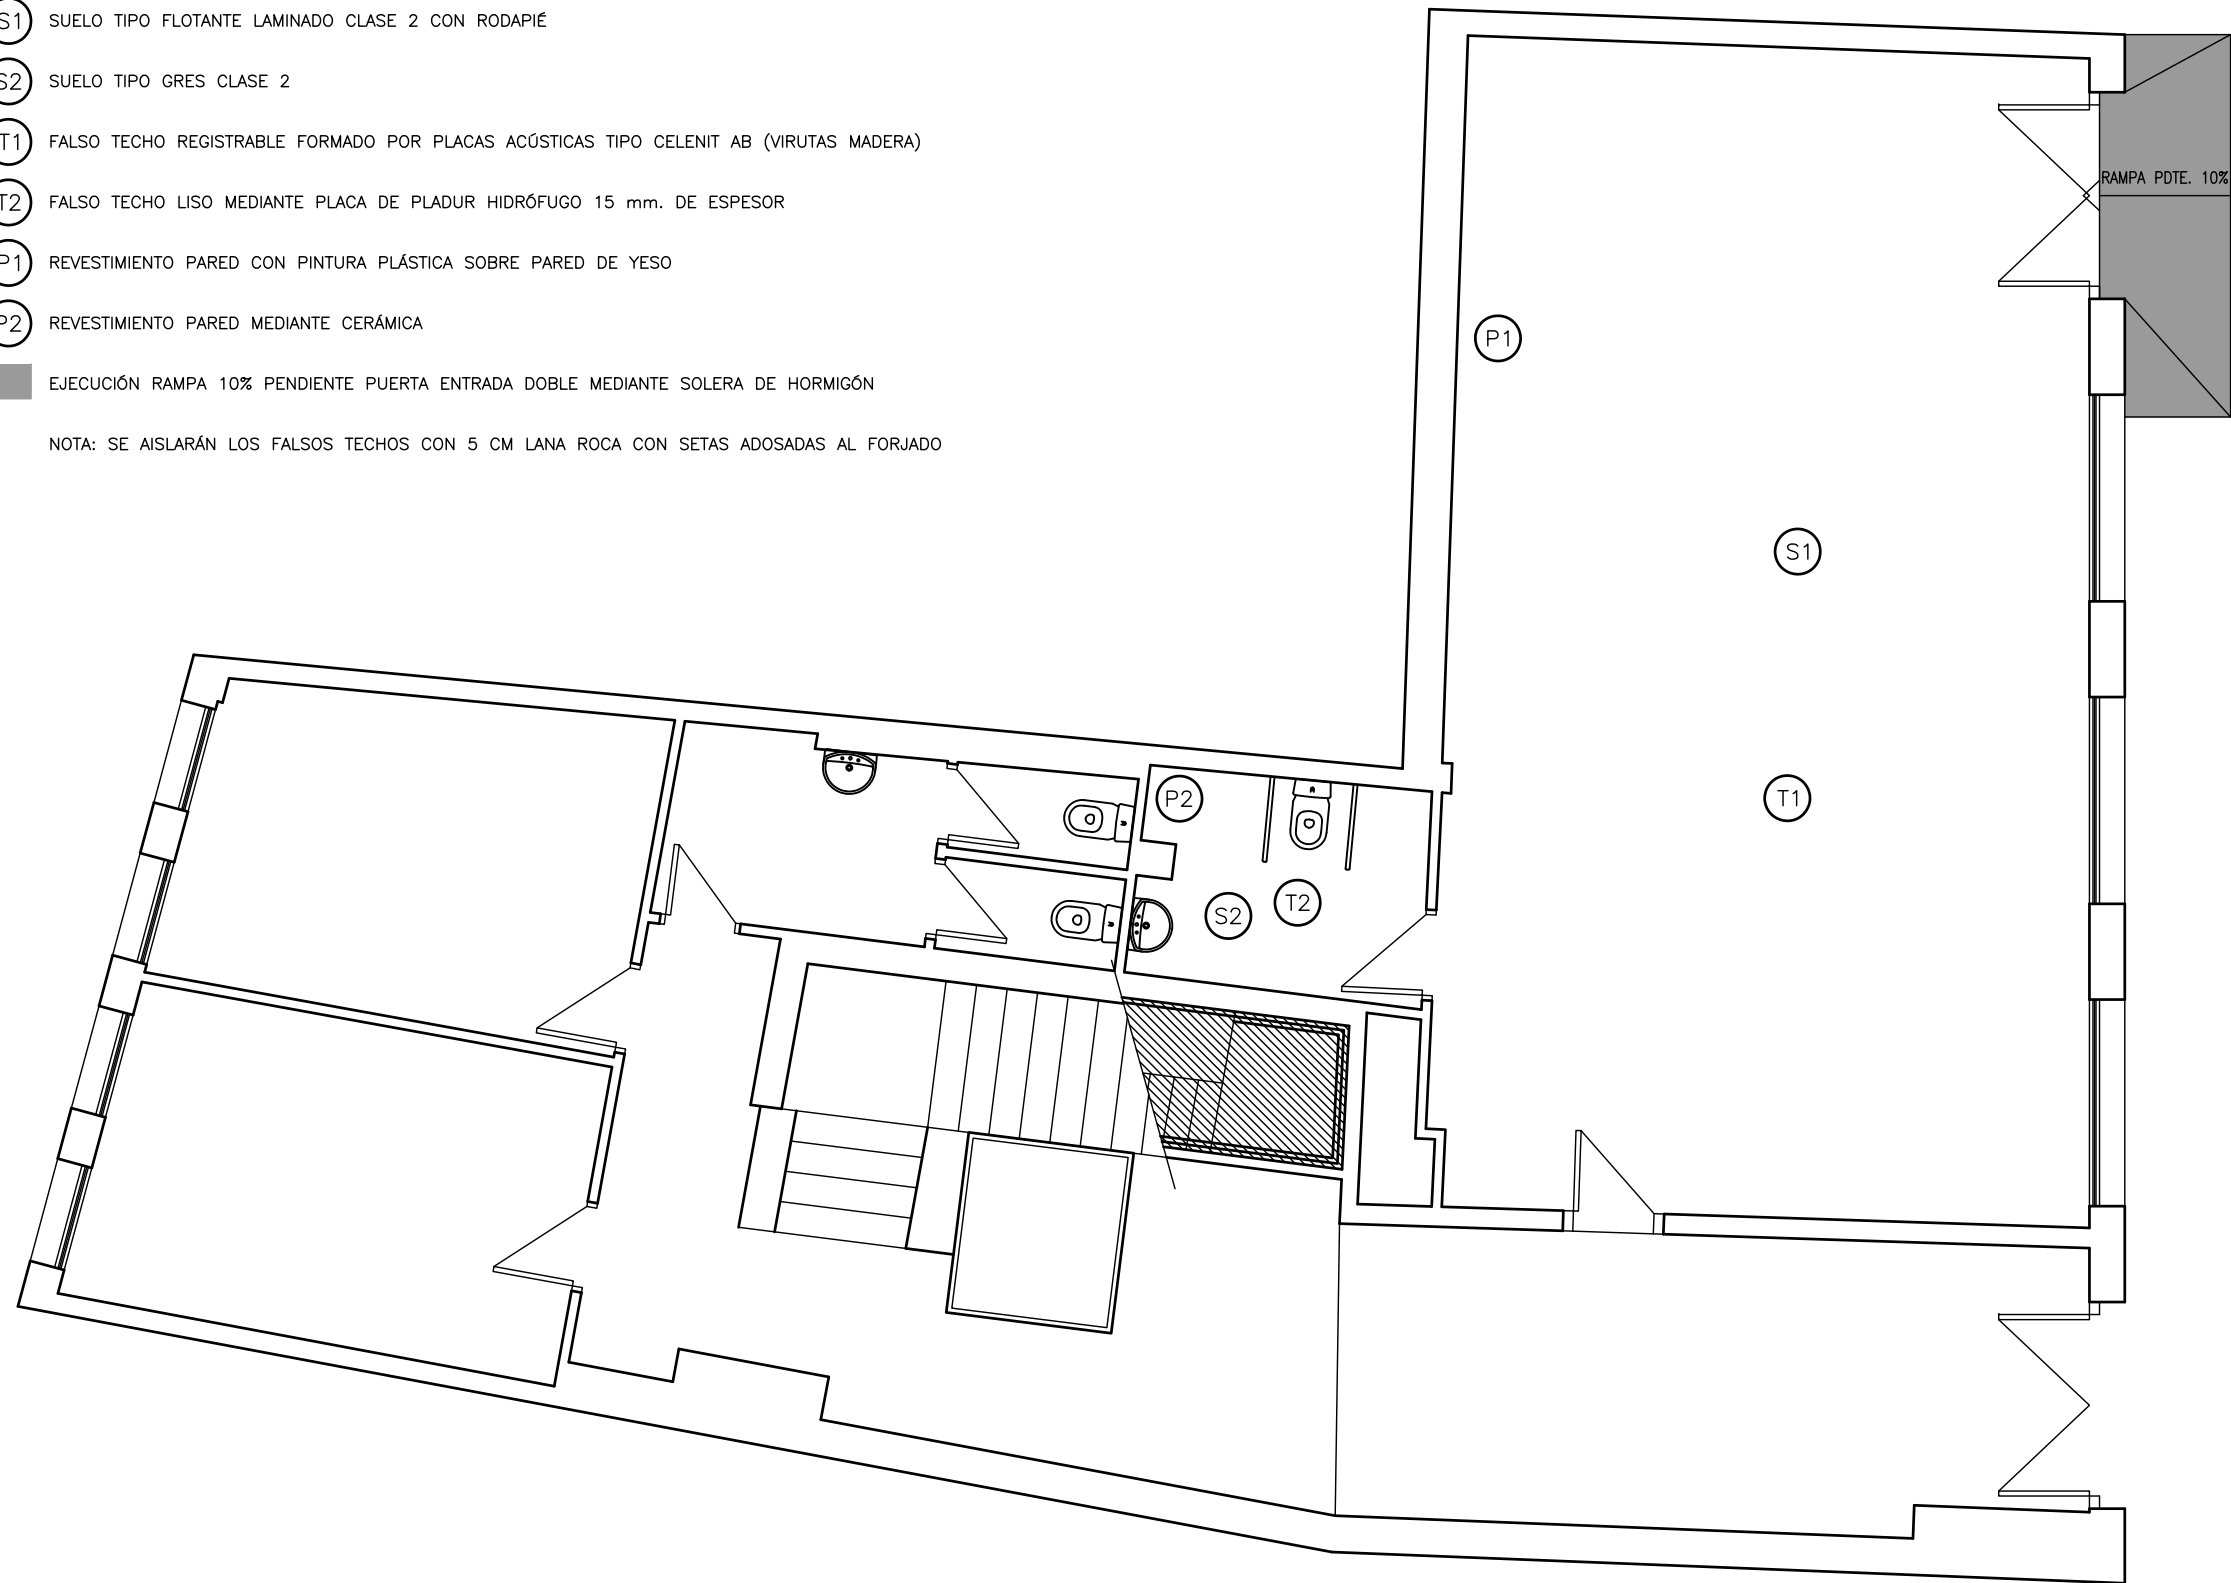 S1 SUELO TIPO FLOTANTE LAMINADO CLASE 2 CON RODAPIÉ
S2 SUELO TIPO GRES CLASE 2
T1 FALSO TECHO REGISTRABLE FORMADO POR PLACAS ACÚSTICAS TIPO CELENIT AB (VIRUTAS MADERA)
T2 FALSO TECHO LISO MEDIANTE PLACA DE PLADUR HIDRÓFUGO 15 mm. DE ESPESOR
P1 REVESTIMIENTO PARED CON PINTURA PLÁSTICA SOBRE PARED DE YESO
P2 REVESTIMIENTO PARED MEDIANTE CERÁMICA
EJECUCIÓN RAMPA 10% PENDIENTE PUERTA ENTRADA DOBLE MEDIANTE SOLERA DE HORMIGÓN
NOTA: SE AISLARÁN LOS FALSOS TECHOS CON 5 CM LANA ROCA CON SETAS ADOSADAS AL FORJADO
RAMPA PDTE. 10%
P1
S1
P2
T1
S2
T2